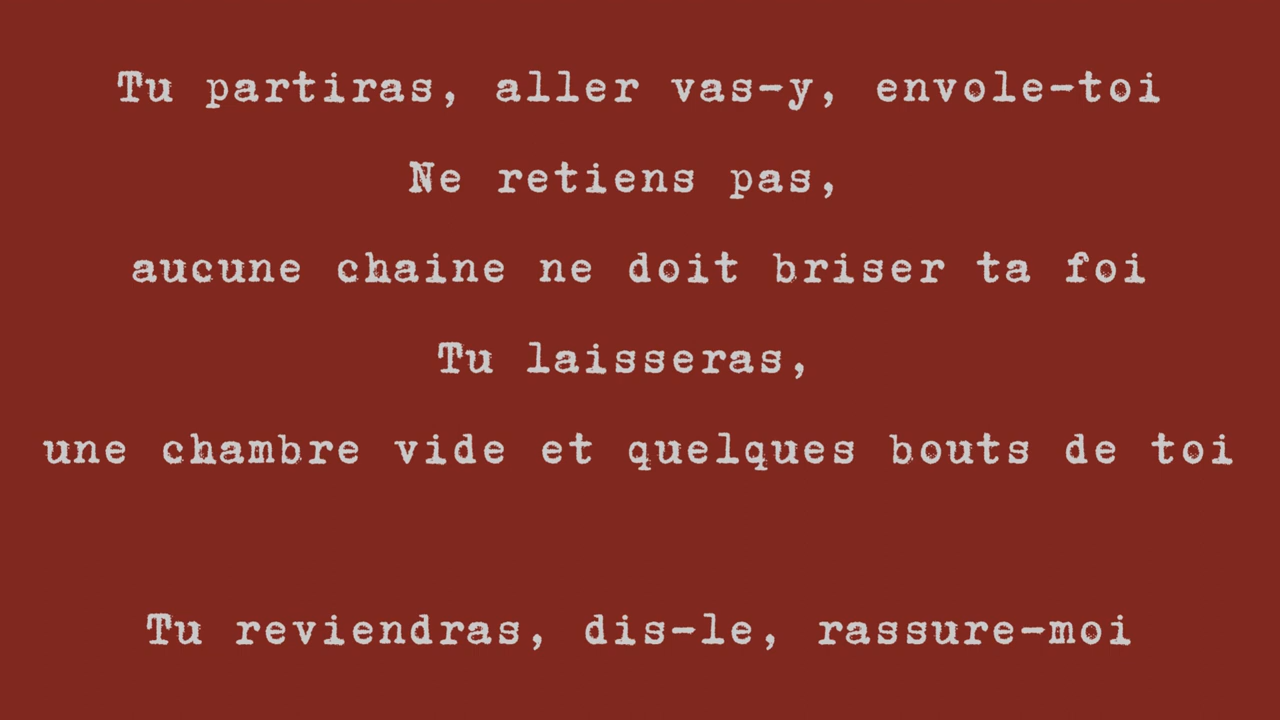 Tu partiras, aller vas-y, envole-toi
Ne retiens pas,
aucune chaine ne doit briser ta foi
Tu laisseras,
une chambre vide et quelques bouts de toi
Tu reviendras, dis-le, rassure-moi